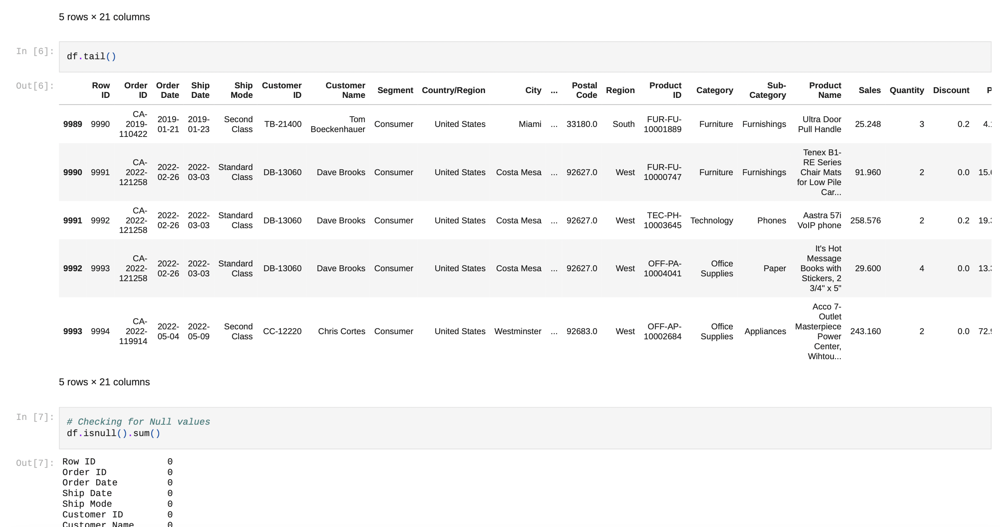 5 rows × 21 columns
In [6]:
df.tail()
Out[6]:
Row ID Order ID Order Date Ship Date Ship Mode Customer ID Customer Name Segment Country/Region City ... Postal Code Region Product ID Category Sub-Category Product Name Sales Quantity Discount P
9989 9990 CA-2019-110422 2019-01-21 2019-01-23 Second Class TB-21400 Tom Boeckenhauer Consumer United States Miami ... 33180.0 South FUR-FU-10001889 Furniture Furnishings Ultra Door Pull Handle 25.248 3 0.2 4.
9990 9991 CA-2022-121258 2022-02-26 2022-03-03 Standard Class DB-13060 Dave Brooks Consumer United States Costa Mesa ... 92627.0 West FUR-FU-10000747 Furniture Furnishings Tenex B1-RE Series Chair Mats for Low Pile Car... 91.960 2 0.0 15.
9991 9992 CA-2022-121258 2022-02-26 2022-03-03 Standard Class DB-13060 Dave Brooks Consumer United States Costa Mesa ... 92627.0 West TEC-PH-10003645 Technology Phones Aastra 57i VoIP phone 258.576 2 0.2 19.
9992 9993 CA-2022-121258 2022-02-26 2022-03-03 Standard Class DB-13060 Dave Brooks Consumer United States Costa Mesa ... 92627.0 West OFF-PA-10004041 Office Supplies Paper It's Hot Message Books with Stickers, 2 3/4" x 5" 29.600 4 0.0 13.
9993 9994 CA-2022-119914 2022-05-04 2022-05-09 Second Class CC-12220 Chris Cortes Consumer United States Westminster ... 92683.0 West OFF-AP-10002684 Office Supplies Appliances Acco 7-Outlet Masterpiece Power Center, Wihtou... 243.160 2 0.0 72.
5 rows × 21 columns
In [7]:
# Checking for Null values
df.isnull().sum()
Out[7]:
Row ID 0
Order ID 0
Order Date 0
Ship Date 0
Ship Mode 0
Customer ID 0
Customer Name 0